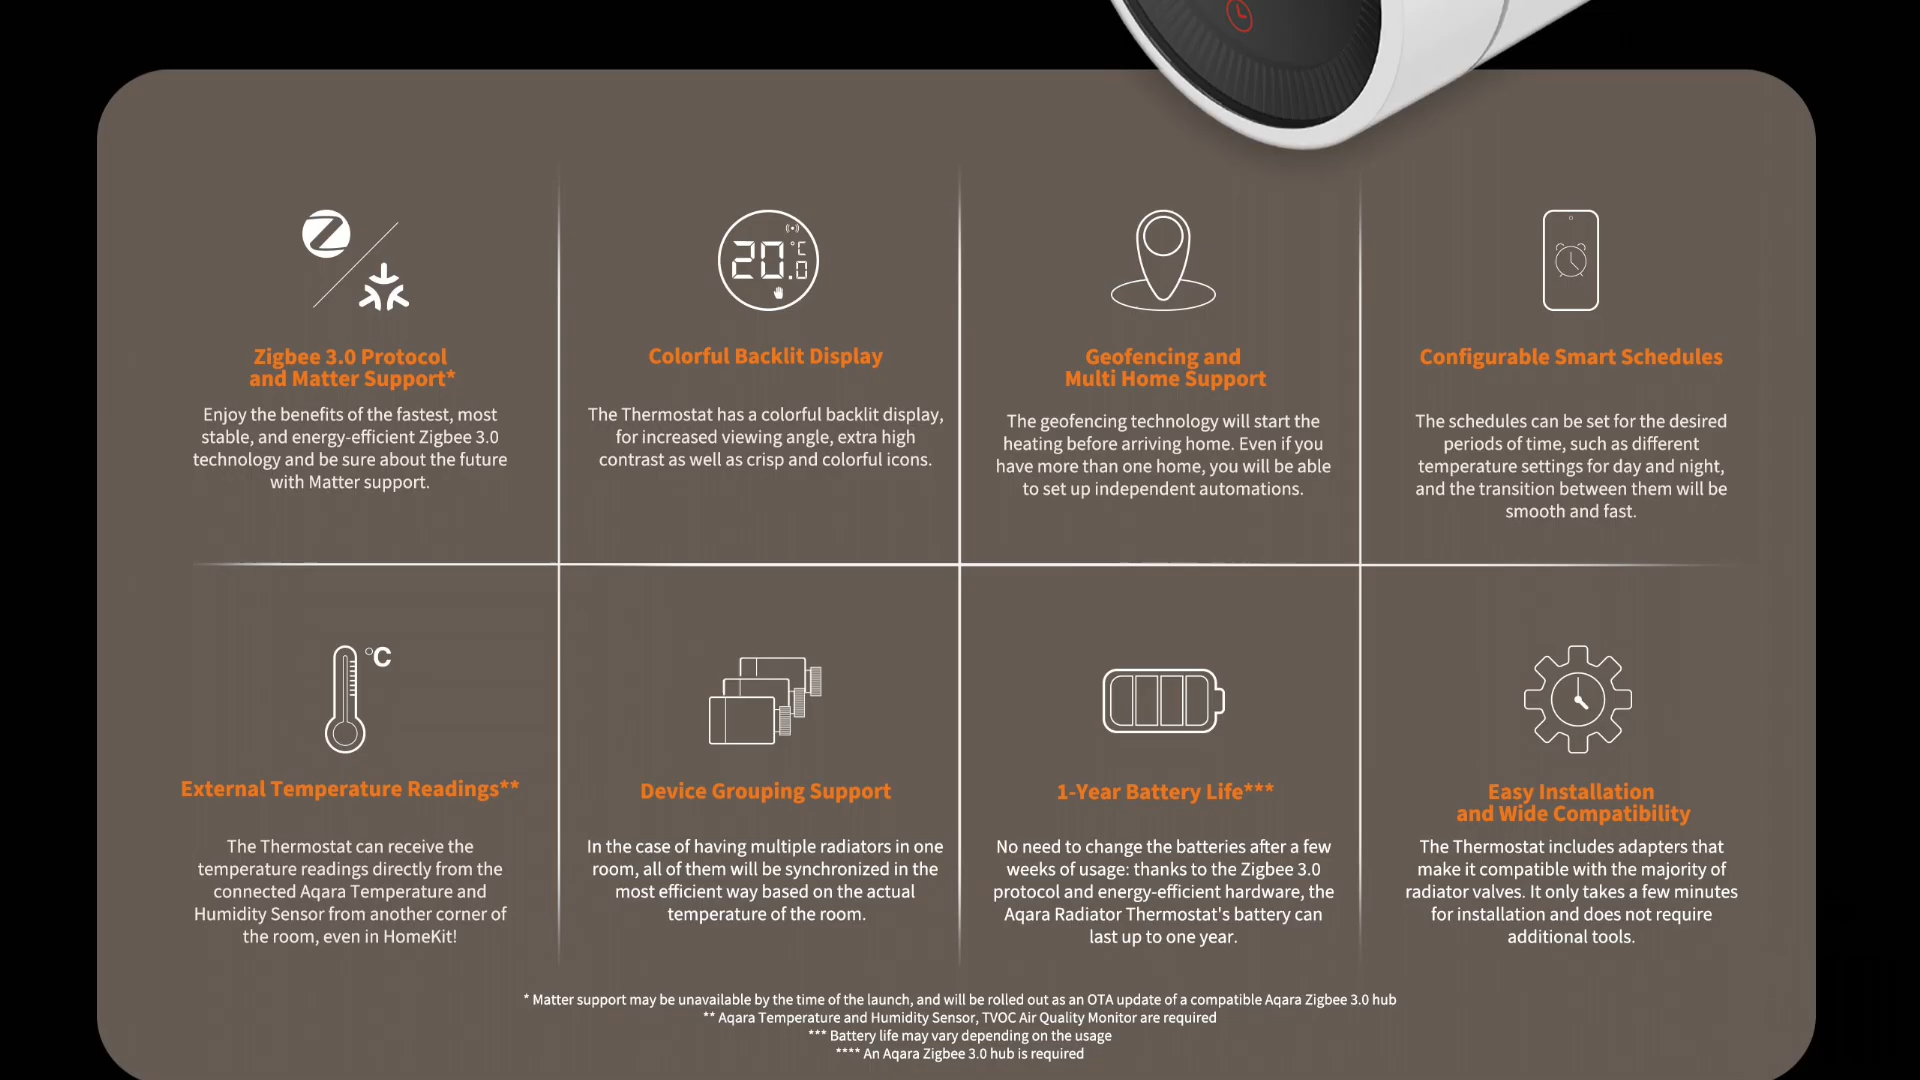 20.0 °C
Zigbee 3.0 Protocol
and Matter Support*
Enjoy the benefits of the fastest, most
stable, and energy-efficient Zigbee 3.0
technology and be sure about the future
with Matter support.
Colorful Backlit Display
The Thermostat has a colorful backlit display,
for increased viewing angle, extra high
contrast as well as crisp and colorful icons.
Geofencing and
Multi Home Support
The geofencing technology will start the
heating before arriving home. Even if you
have more than one home, you will be able
to set up independent automations.
Configurable Smart Schedules
The schedules can be set for the desired
periods of time, such as different
temperature settings for day and night,
and the transition between them will be
smooth and fast.
°C
External Temperature Readings**
The Thermostat can receive the
temperature readings directly from the
connected Aqara Temperature and
Humidity Sensor from another corner of
the room, even in HomeKit!
Device Grouping Support
In the case of having multiple radiators in one
room, all of them will be synchronized in the
most efficient way based on the actual
temperature of the room.
1-Year Battery Life***
No need to change the batteries after a few
weeks of usage: thanks to the Zigbee 3.0
protocol and energy-efficient hardware, the
Aqara Radiator Thermostat's battery can
last up to one year.
Easy Installation
and Wide Compatibility
The Thermostat includes adapters that
make it compatible with the majority of
radiator valves. It only takes a few minutes
for installation and does not require
additional tools.
* Matter support may be unavailable by the time of the launch, and will be rolled out as an OTA update of a compatible Aqara Zigbee 3.0 hub
** Aqara Temperature and Humidity Sensor, TVOC Air Quality Monitor are required
*** Battery life may vary depending on the usage
**** An Aqara Zigbee 3.0 hub is required